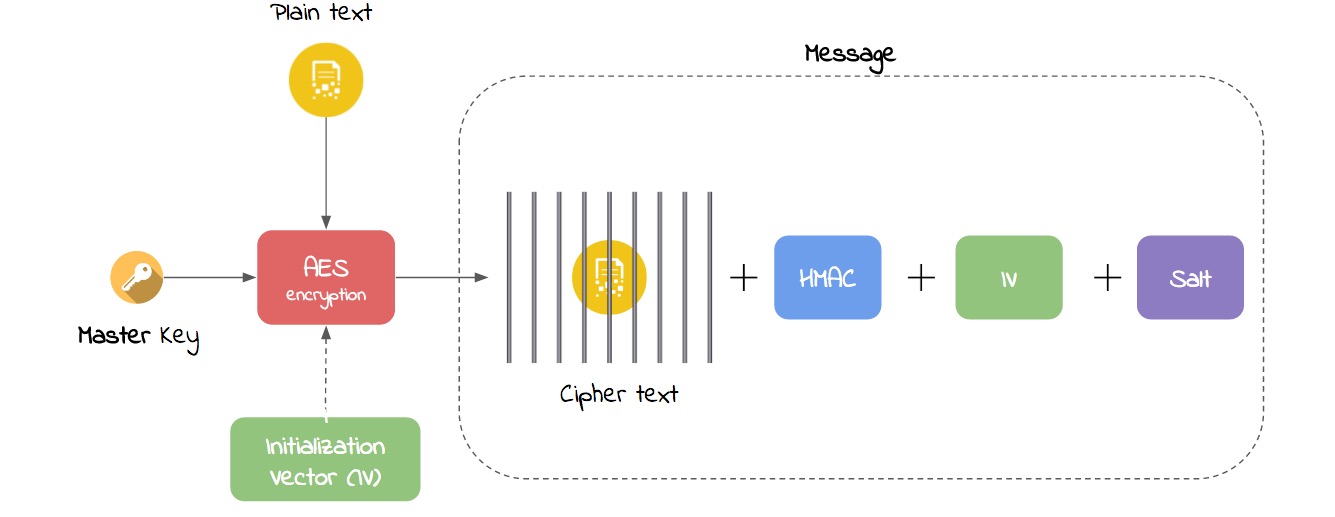 Plain text
Message
AES
encryption
HMAC
IV
Salt
Master Key
Cipher text
Initialization
Vector (IV)